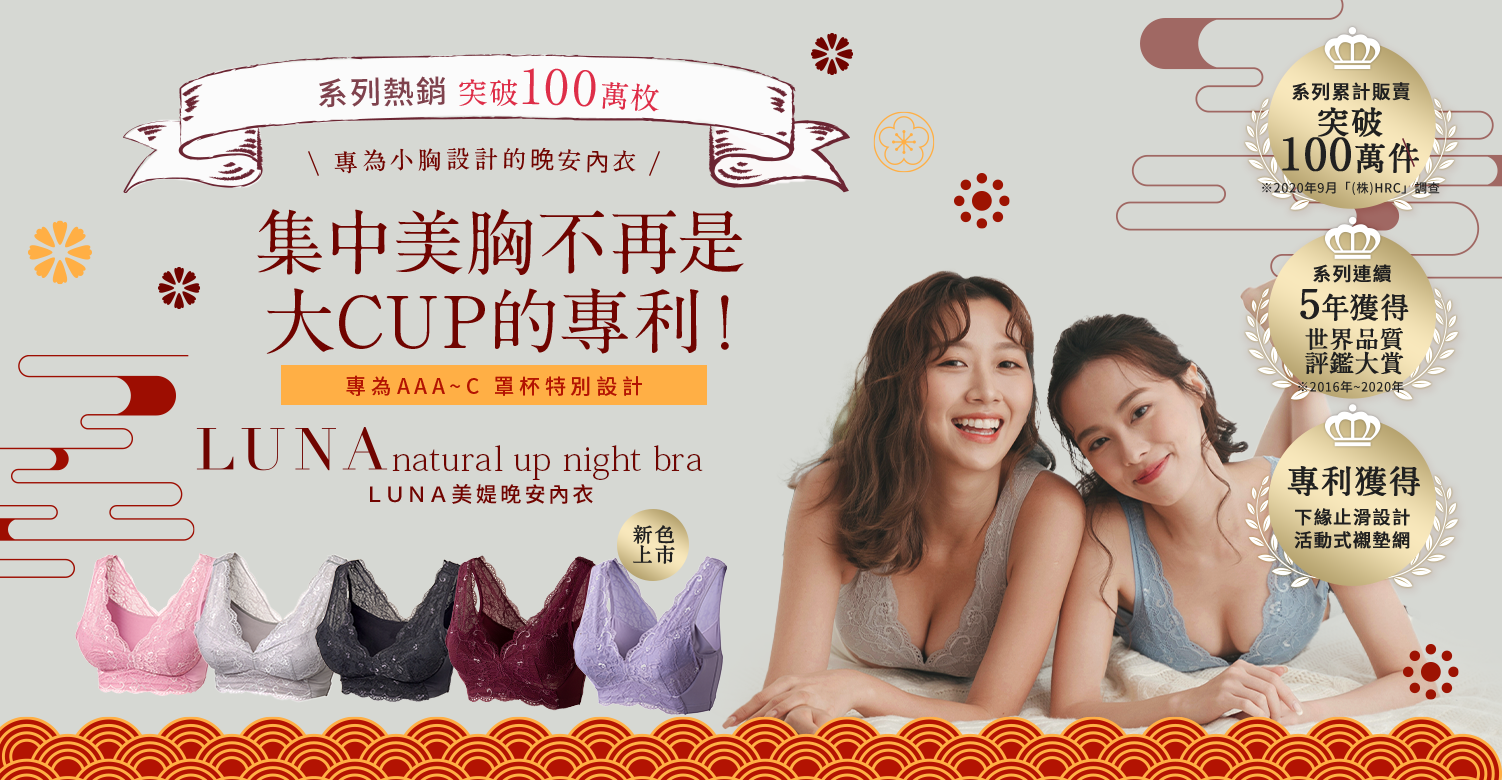 系列熱銷 突破100萬枚
\ 專為小胸設計的晚安內衣 /
集中美胸不再是
大CUP的專利!
專為AAA~C 罩杯特別設計
LUNA natural up night bra
LUNA美媞晚安內衣
新色
上市
系列累計販賣
突破
100萬件
※2020年9月「(株)HRC」調查
系列連續
5年獲得
世界品質
評鑑大賞
※2016年~2020年
專利獲得
下緣止滑設計
活動式襯墊網